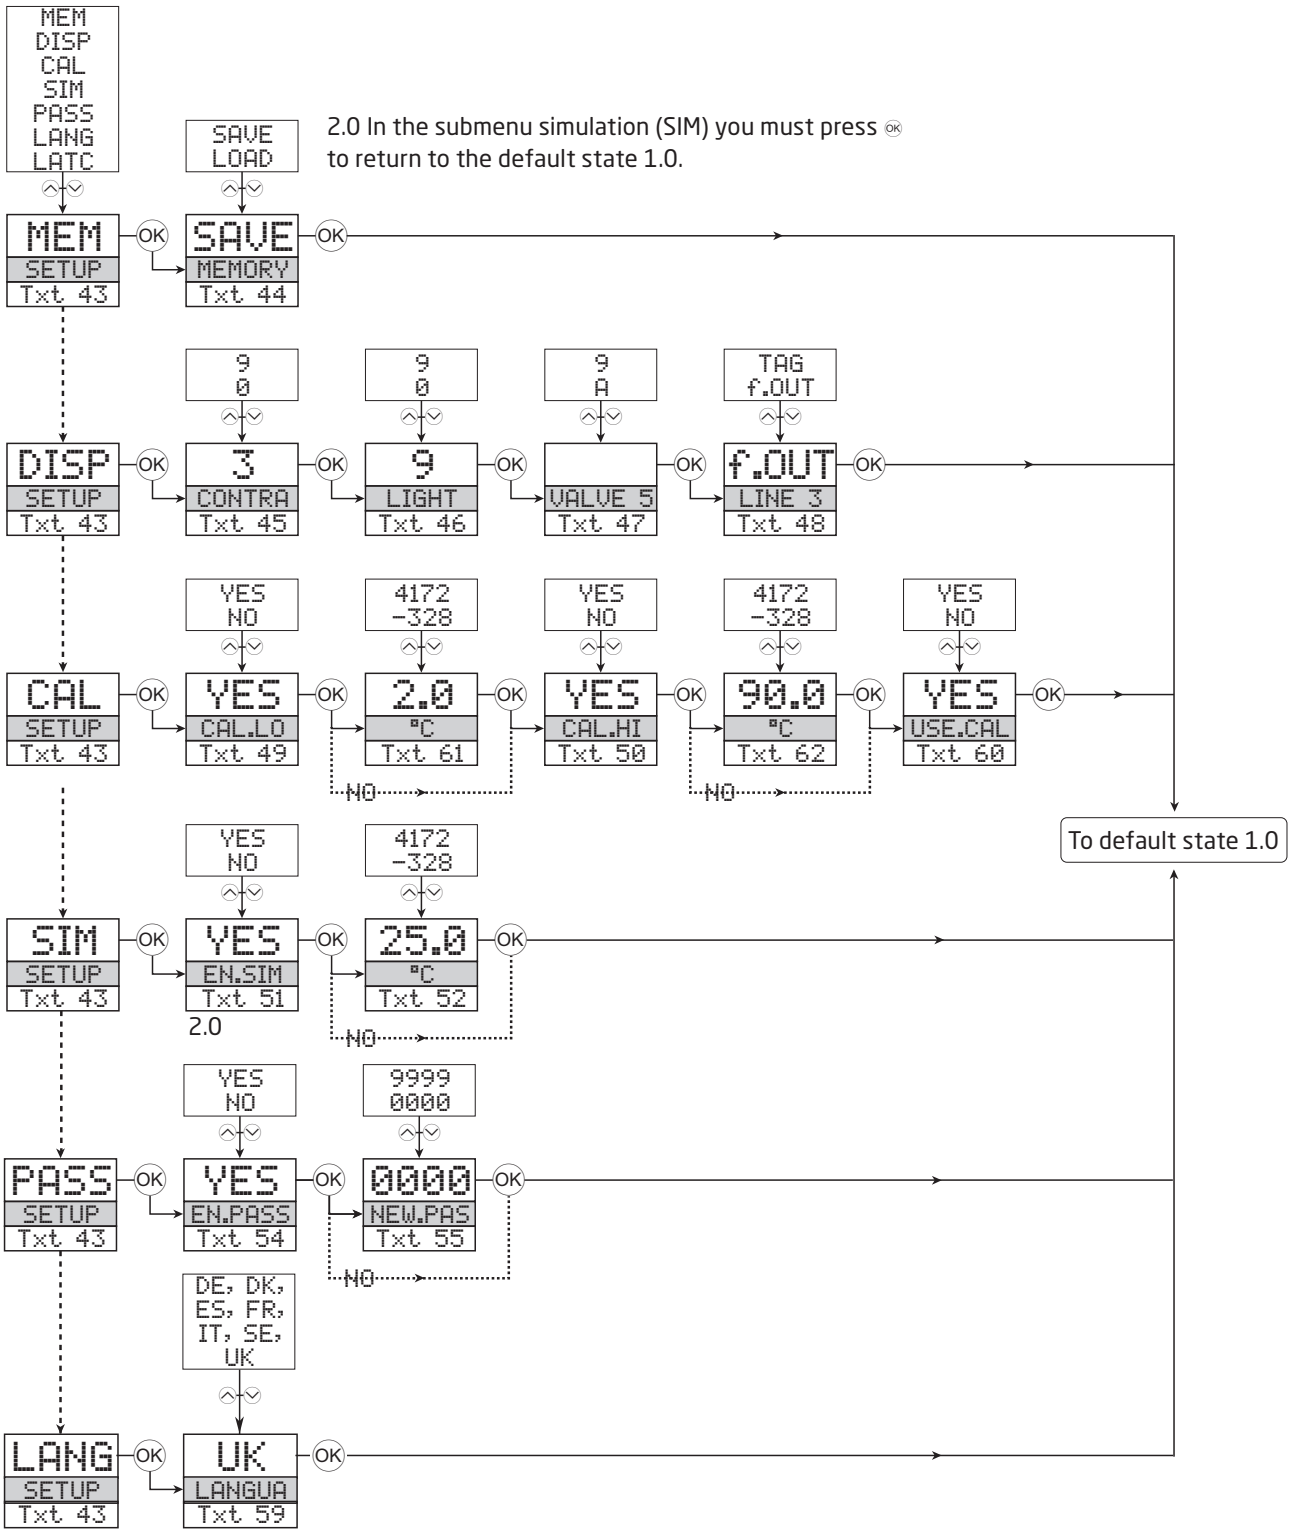 MEM
DISP
CAL
SIM
PASS
LANG
LATC
SAVE
LOAD
2.0 In the submenu simulation (SIM) you must press OK
to return to the default state 1.0.
MEM OK SAVE OK
SETUP MEMORY
Txt 43 Txt 44
9 9 9 TAG
0 0 A f.OUT
DISP OK 3 OK 9 OK OK f.OUT OK
SETUP CONTRA LIGHT VALVE 5 LINE 3
Txt 43 Txt 45 Txt 46 Txt 47 Txt 48
YES 4172 YES 4172 YES
NO -328 NO -328 NO
CAL OK YES OK 2.0 OK YES OK 90.0 OK YES OK
SETUP CAL.LO °C CAL.HI °C USE.CAL
Txt 43 Txt 49 Txt 61 Txt 50 Txt 62 Txt 60
NO NO
To default state 1.0
YES 4172
NO -328
SIM OK YES OK 25.0 OK
SETUP EN.SIM °C
Txt 43 Txt 51 Txt 52
2.0
NO
YES 9999
NO 0000
PASS OK YES OK 0000 OK
SETUP EN.PASS NEW.PAS
Txt 43 Txt 54 Txt 55
NO
DE, DK,
ES, FR,
IT, SE,
UK
LANG OK UK OK
SETUP LANGUA
Txt 43 Txt 59